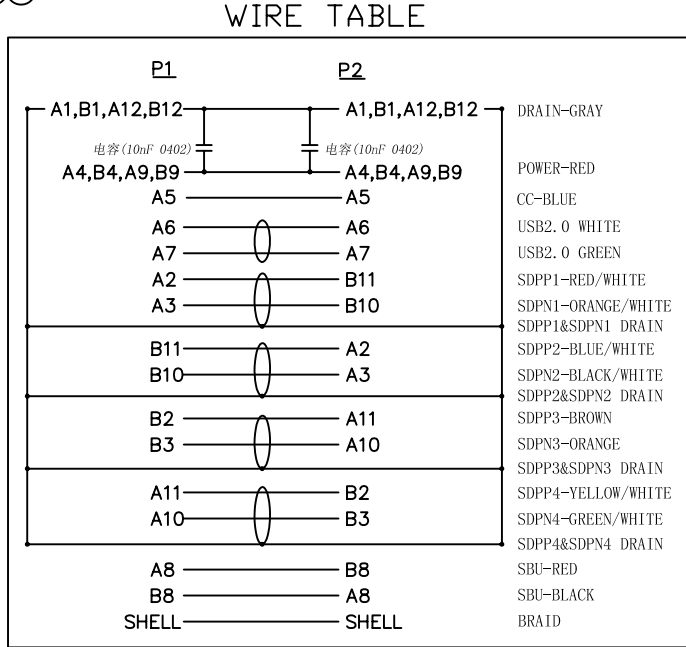 WIRE TABLE
P1 P2
A1,B1,A12,B12 A1,B1,A12,B12 DRAIN-GRAY
电容(10nF 0402) 电容(10nF 0402)
A4,B4,A9,B9 A4,B4,A9,B9 POWER-RED
A5 A5 CC-BLUE
A6 A6 USB2.0 WHITE
A7 A7 USB2.0 GREEN
A2 B11 SDPP1-RED/WHITE
A3 B10 SDPN1-ORANGE/WHITE
SDPP1&SDPN1 DRAIN
B11 A2 SDPP2-BLUE/WHITE
B10 A3 SDPN2-BLACK/WHITE
SDPP2&SDPN2 DRAIN
B2 A11 SDPP3-BROWN
B3 A10 SDPN3-ORANGE
SDPP3&SDPN3 DRAIN
A11 B2 SDPP4-YELLOW/WHITE
A10 B3 SDPN4-GREEN/WHITE
SDPP4&SDPN4 DRAIN
A8 B8 SBU-RED
B8 A8 SBU-BLACK
SHELL SHELL BRAID